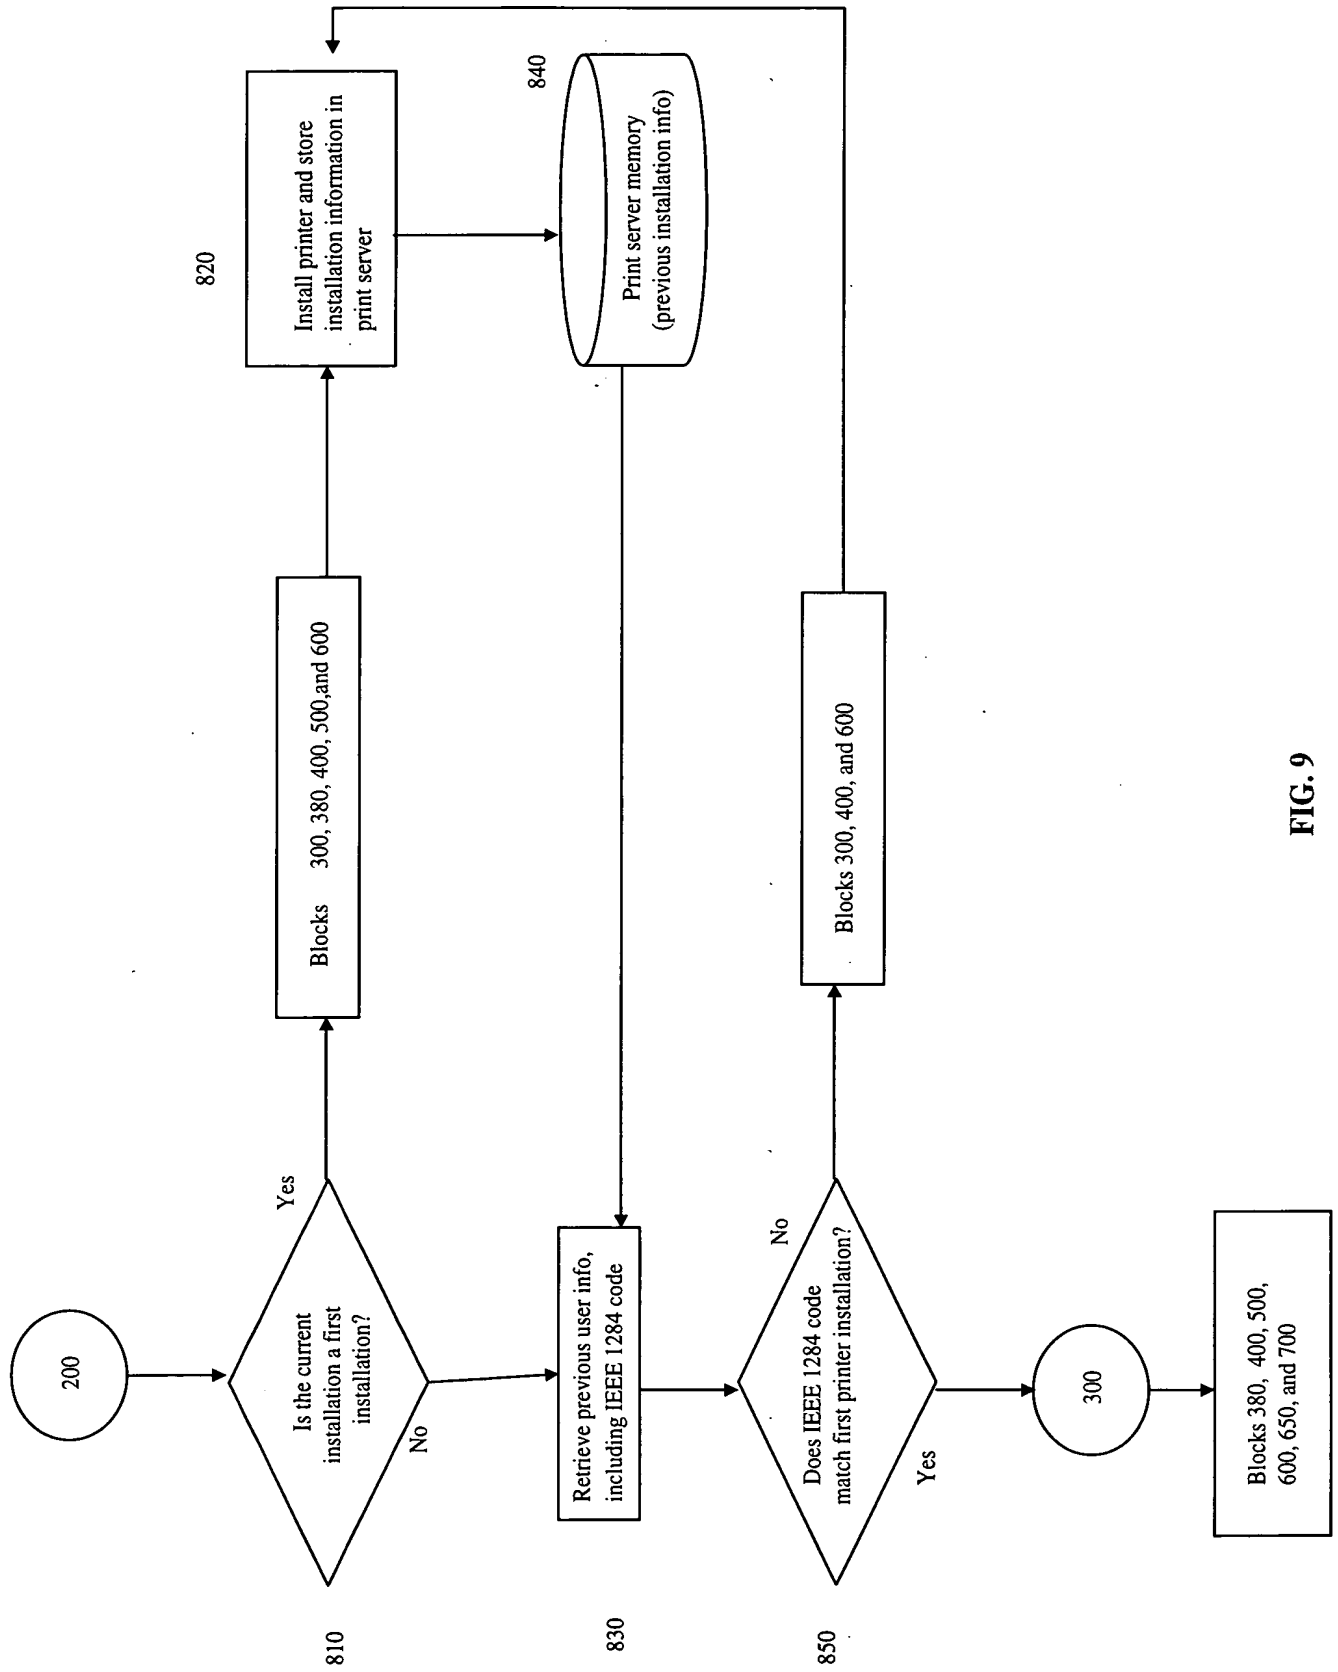 200
810
Is the current
installation a first
installation?
Yes
No
Blocks 300, 380, 400, 500,and 600
820
Install printer and store
installation information in
print server
830
Retrieve previous user info,
including IEEE 1284 code
840
Print server memory
(previous installation info)
850
Does IEEE 1284 code
match first printer installation?
No
Yes
Blocks 300, 400, and 600
300
Blocks 380, 400, 500,
600, 650, and 700
FIG. 9